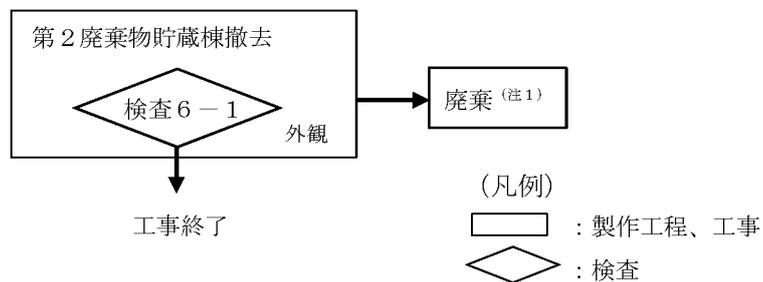 第２廃棄物貯蔵棟撤去
検査６－１
外観
廃棄（注１）
工事終了
（凡例）
：製作工程、工事
：検査